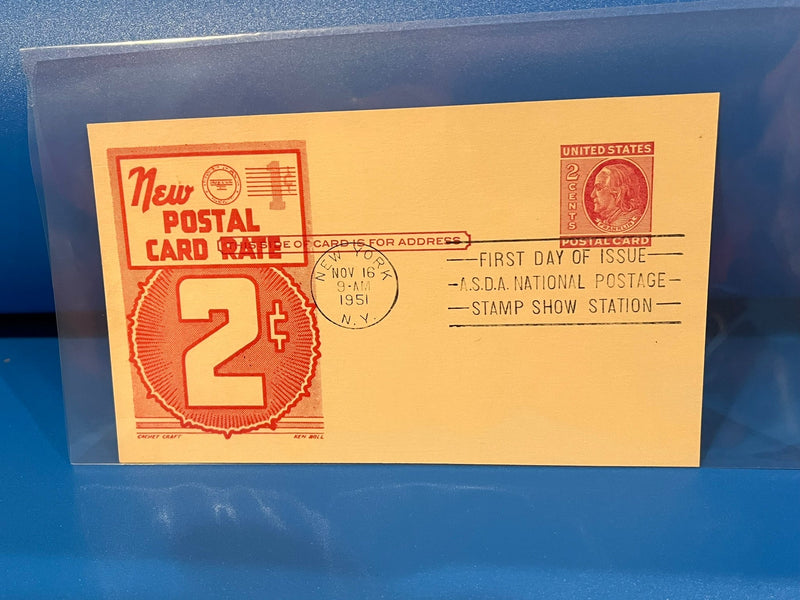 New
1¢
POSTAL
CARD RATE
2¢
CACHET CRAFT
KEN BOLL
THIS SIDE OF CARD IS FOR ADDRESS
NEW YORK
NOV 16
9-AM
1951
N.Y.
UNITED STATES
2 CENTS
FRANKLIN
POSTAL CARD
FIRST DAY OF ISSUE
A.S.D.A. NATIONAL POSTAGE
STAMP SHOW STATION